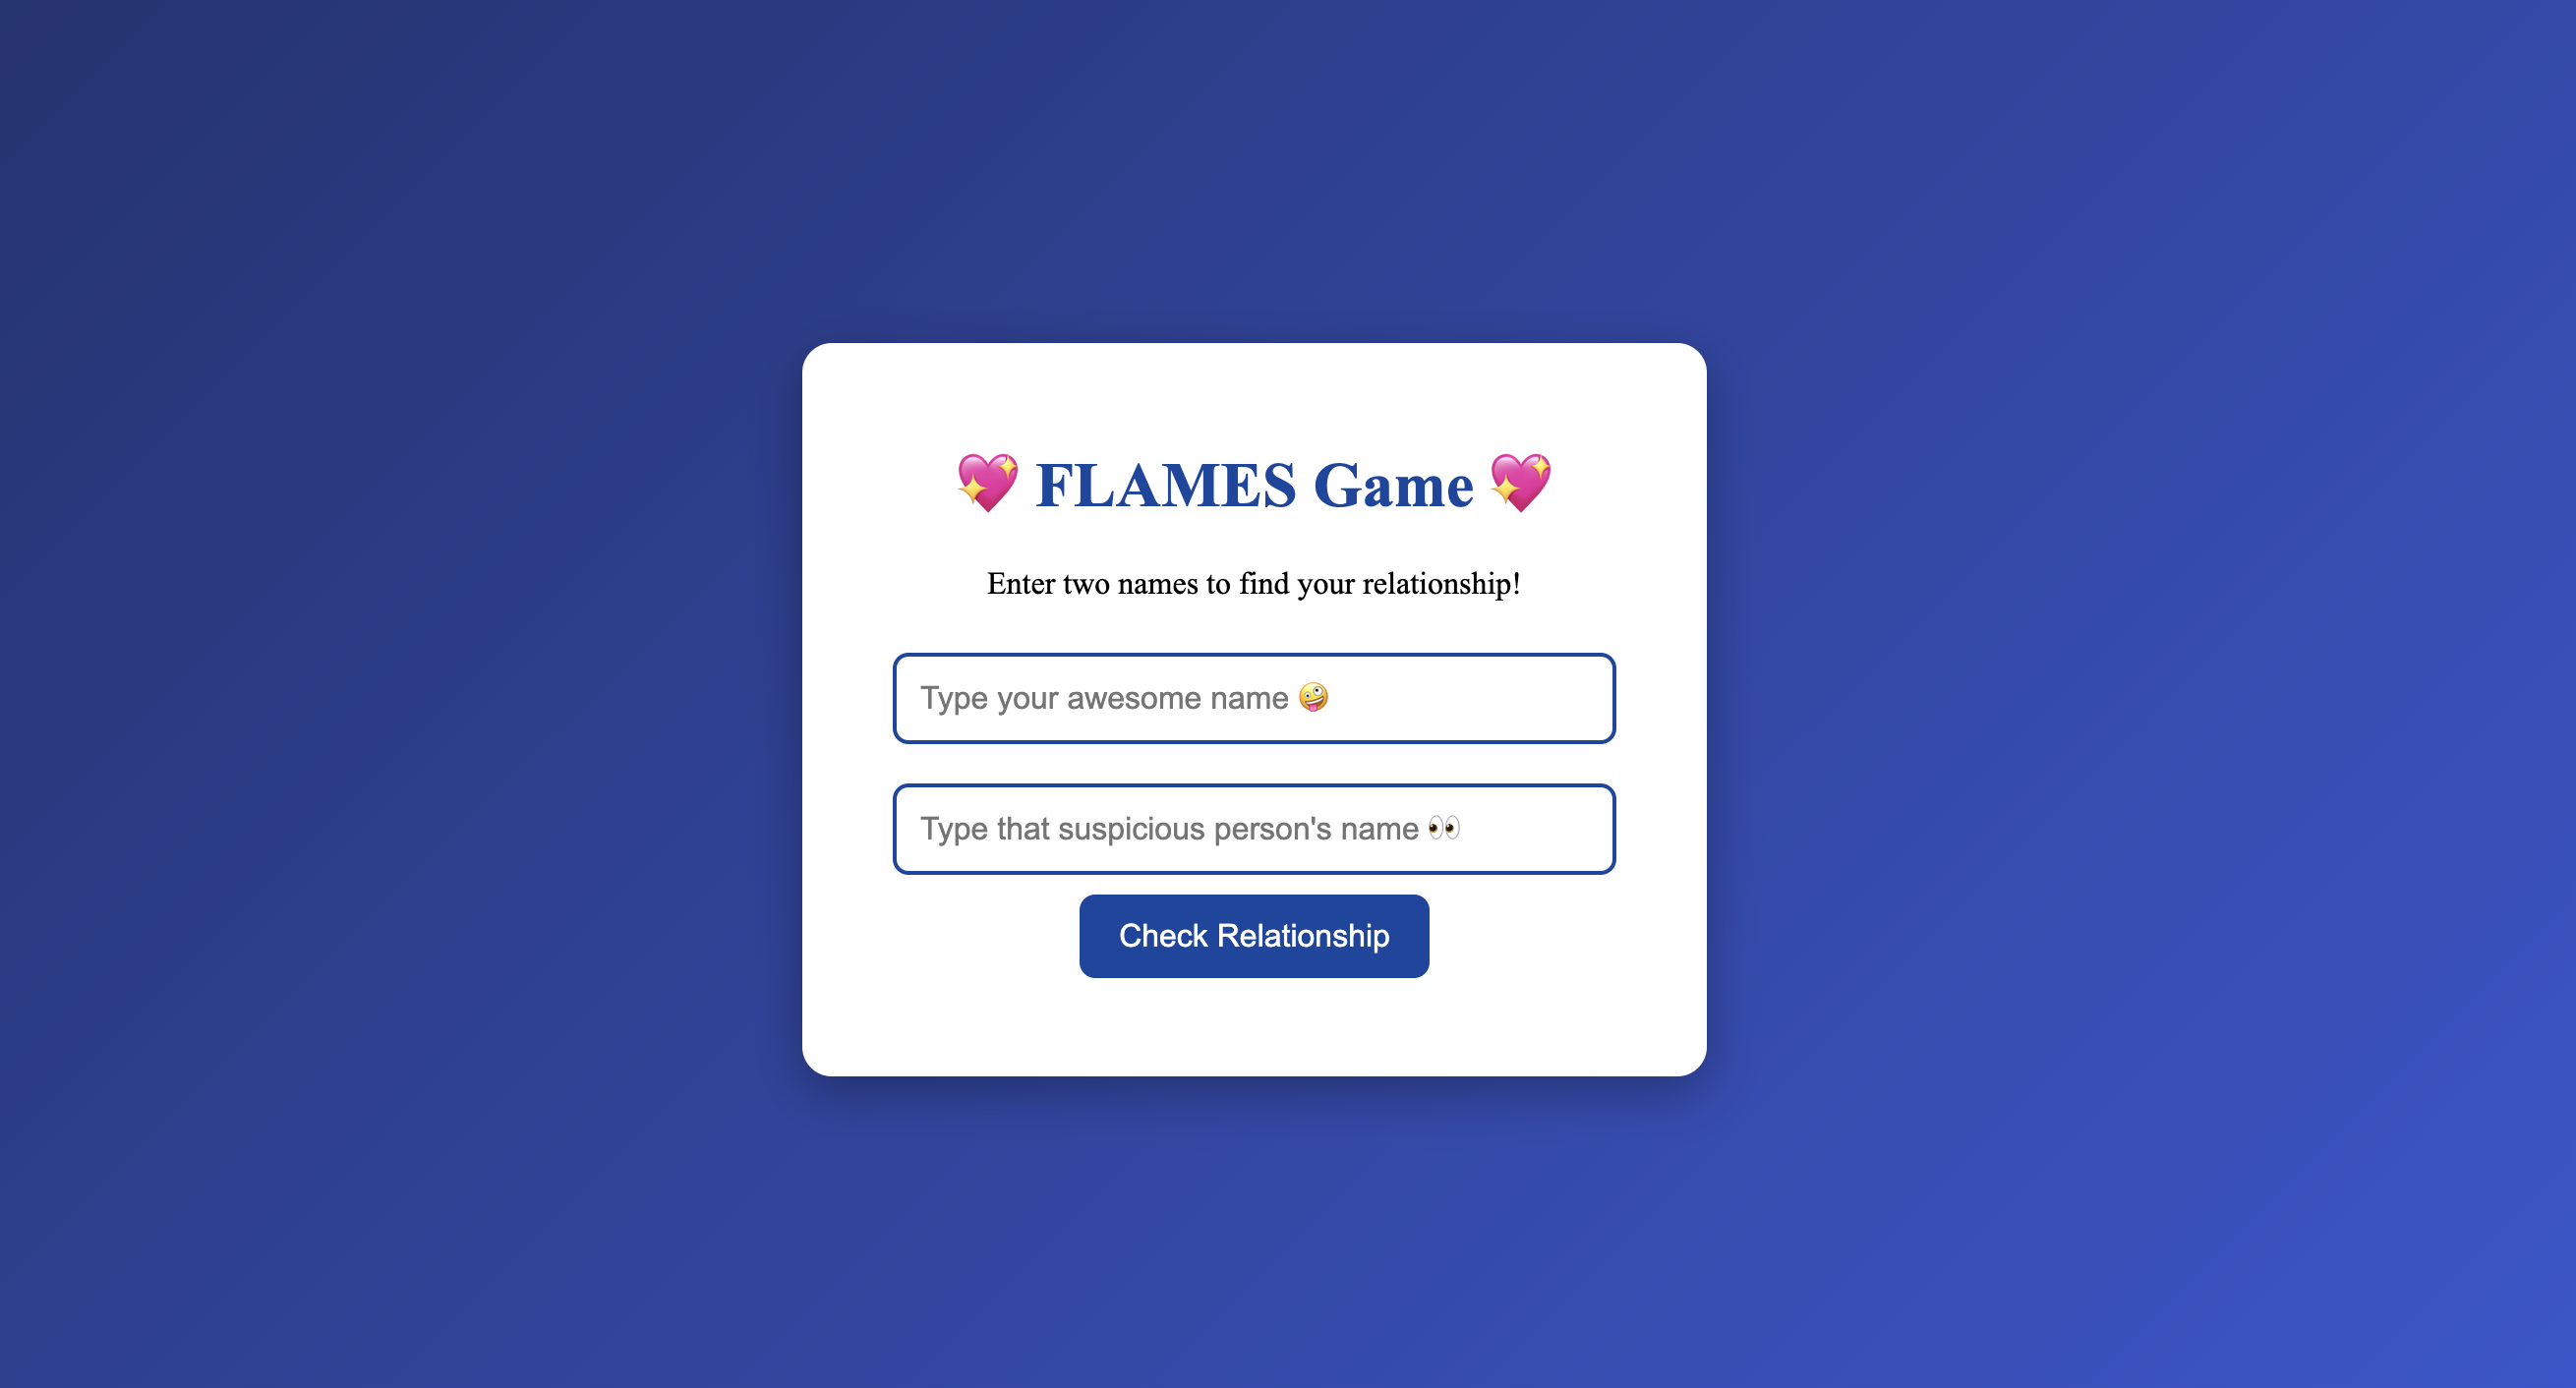 💖 FLAMES Game 💖
Enter two names to find your relationship!
Type your awesome name 🤪
Type that suspicious person's name 👀
Check Relationship